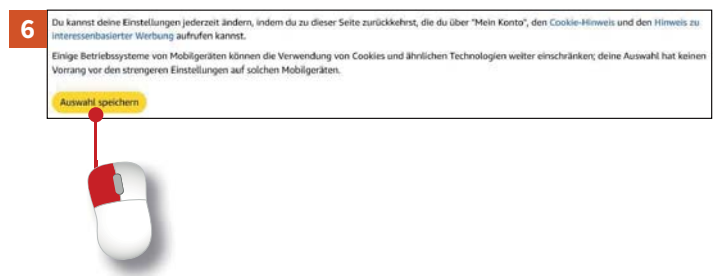 6
Du kannst deine Einstellungen jederzeit ändern, indem du zu dieser Seite zurückkehrst, die du über "Mein Konto", den Cookie-Hinweis und den Hinweis zu
interessenbasierter Werbung aufrufen kannst.
Einige Betriebssysteme von Mobilgeräten können die Verwendung von Cookies und ähnlichen Technologien weiter einschränken; deine Auswahl hat keinen
Vorrang vor den strengeren Einstellungen auf solchen Mobilgeräten.
Auswahl speichern